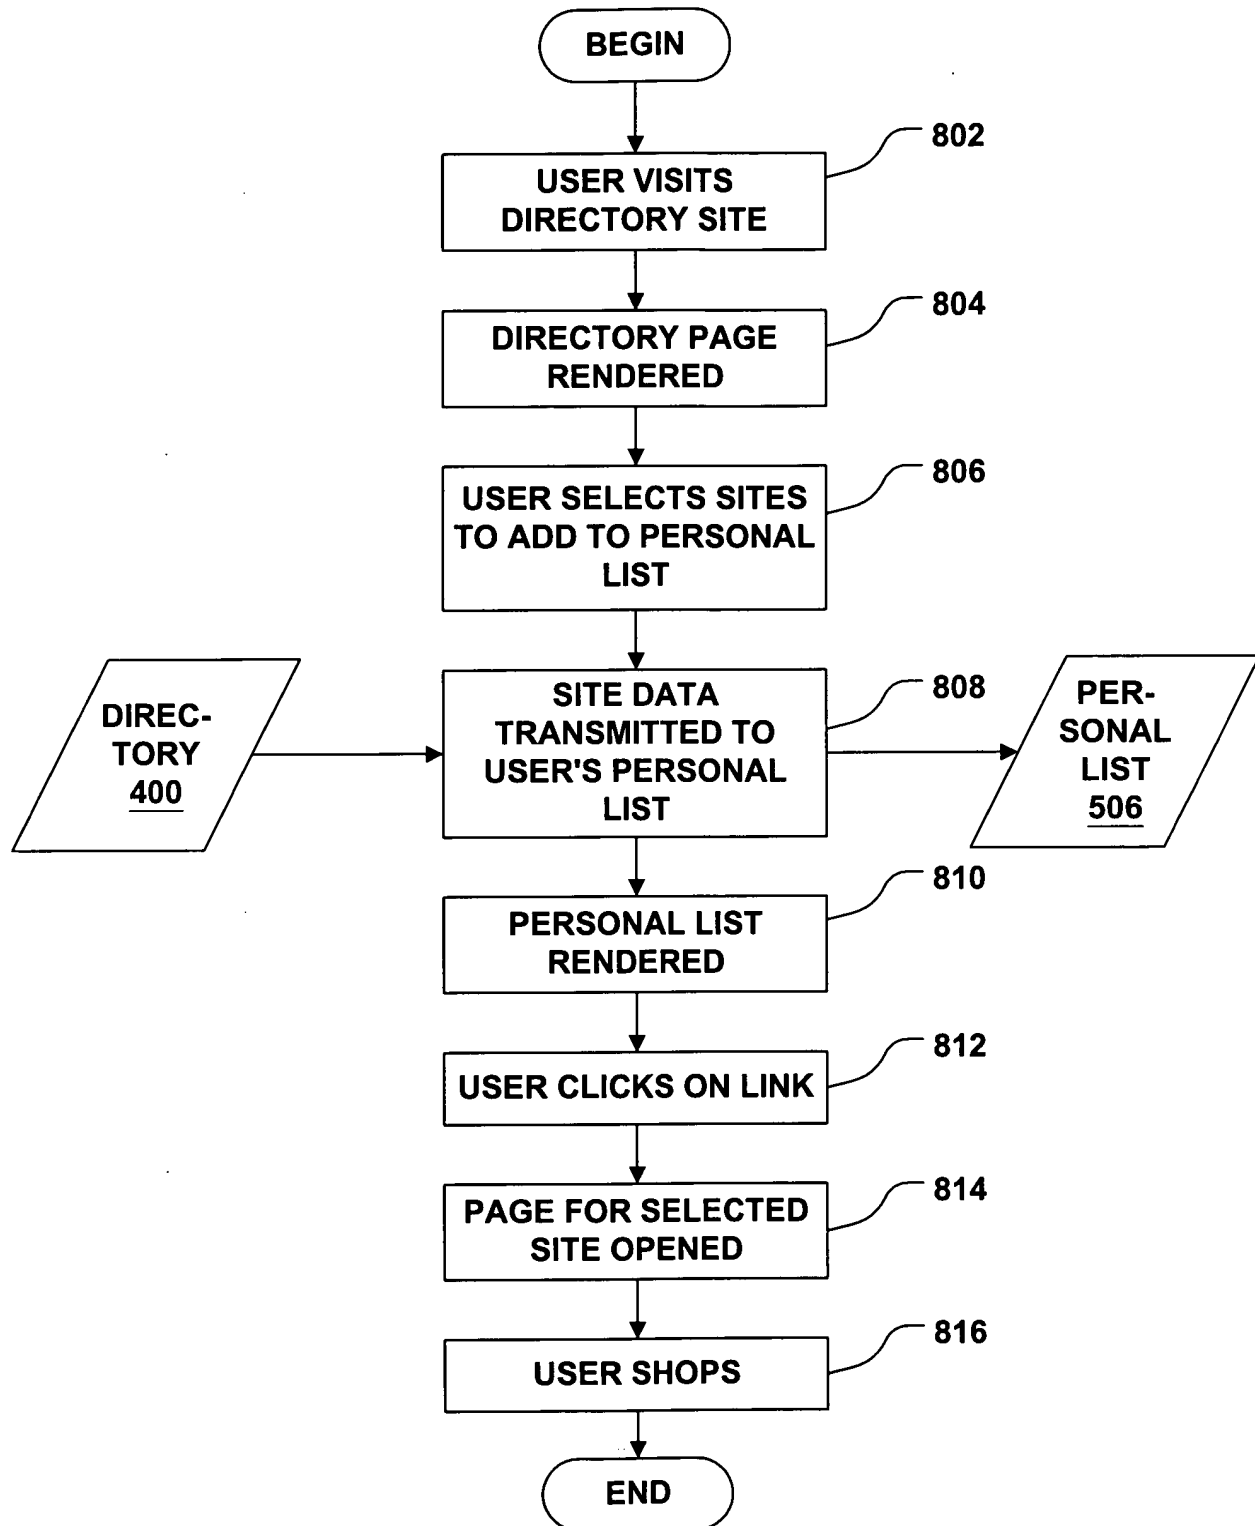 BEGIN
802
USER VISITS
DIRECTORY SITE
804
DIRECTORY PAGE
RENDERED
806
USER SELECTS SITES
TO ADD TO PERSONAL
LIST
DIREC-
TORY
400
808
SITE DATA
TRANSMITTED TO
USER'S PERSONAL
LIST
PER-
SONAL
LIST
506
810
PERSONAL LIST
RENDERED
812
USER CLICKS ON LINK
814
PAGE FOR SELECTED
SITE OPENED
816
USER SHOPS
END